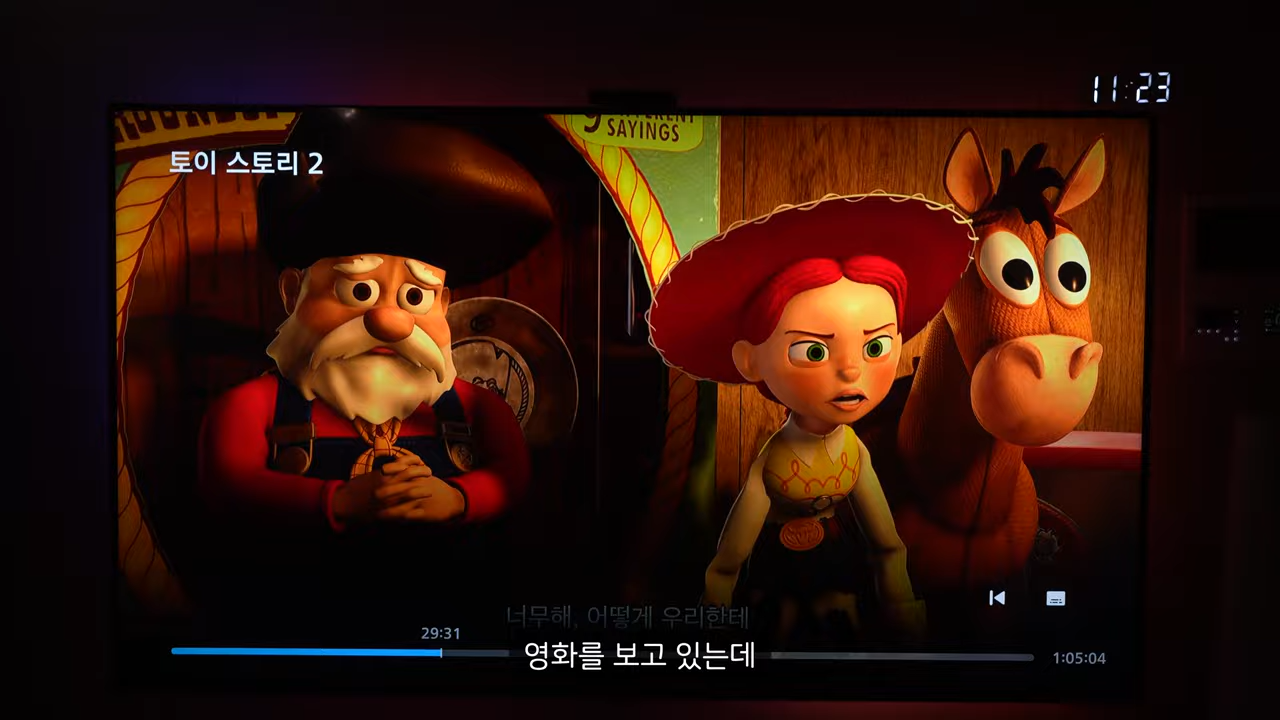 11:23
SAYINGS
토이 스토리 2
너무해, 어떻게 우리한테
29:31
영화를 보고 있는데
1:05:04